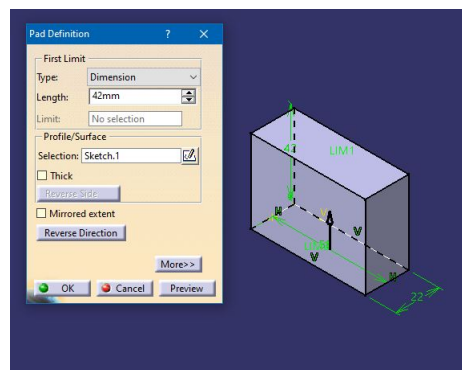 Pad Definition ? ×
First Limit
Type: Dimension
Length: 42mm
Limit: No selection
Profile/Surface
Selection: Sketch.1
Thick
Reverse Side
Mirrored extent
Reverse Direction
More>>
OK Cancel Preview
42
LIM1
H
V
V
H
22